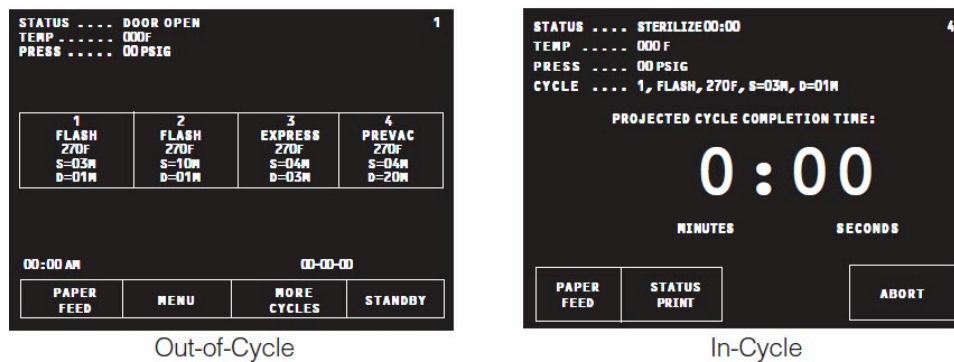 STATUS .... DOOR OPEN 1
TEMP ...... 000F
PRESS ..... 00 PSIG
1 2 3 4
FLASH FLASH EXPRESS PREVAC
270F 270F 270F 270F
S=03M S=10M S=04M S=04M
D=01M D=01M D=03M D=20M
00:00 AM 00-00-00
PAPER FEED MENU MORE CYCLES STANDBY
Out-of-Cycle
STATUS .... STERILIZE00:00 4
TEMP ..... 000 F
PRESS .... 00 PSIG
CYCLE .... 1, FLASH, 270F, S=03M, D=01M
PROJECTED CYCLE COMPLETION TIME:
0:00
MINUTES SECONDS
PAPER FEED STATUS PRINT ABORT
In-Cycle